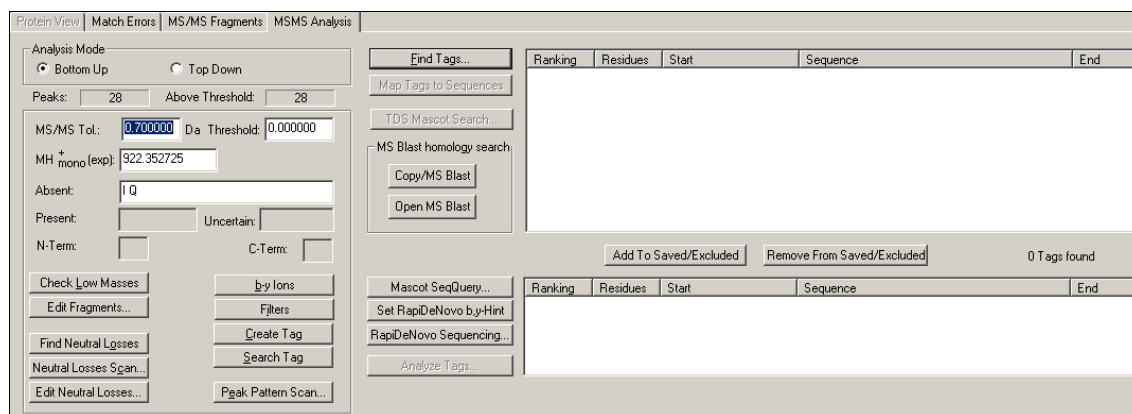 Protein View Match Errors MS/MS Fragments MSMS Analysis
Analysis Mode
Bottom Up Top Down
Peaks: 28 Above Threshold: 28
MS/MS Tol.: 0.700000 Da Threshold: 0.000000
MH + mono (exp): 922.352725
Absent: I Q
Present: Uncertain:
N-Term: C-Term:
Check Low Masses b-y Ions
Edit Fragments... Filters
Create Tag
Find Neutral Losses
Search Tag
Neutral Losses Scan...
Edit Neutral Losses... Peak Pattern Scan...
Find Tags...
Map Tags to Sequences
TDS Mascot Search...
MS Blast homology search
Copy/MS Blast
Open MS Blast
Ranking Residues Start Sequence End
Add To Saved/Excluded Remove From Saved/Excluded 0 Tags found
Mascot SeqQuery...
Set RapiDeNovo b,y-Hint
RapiDeNovo Sequencing...
Analyze Tags...
Ranking Residues Start Sequence End